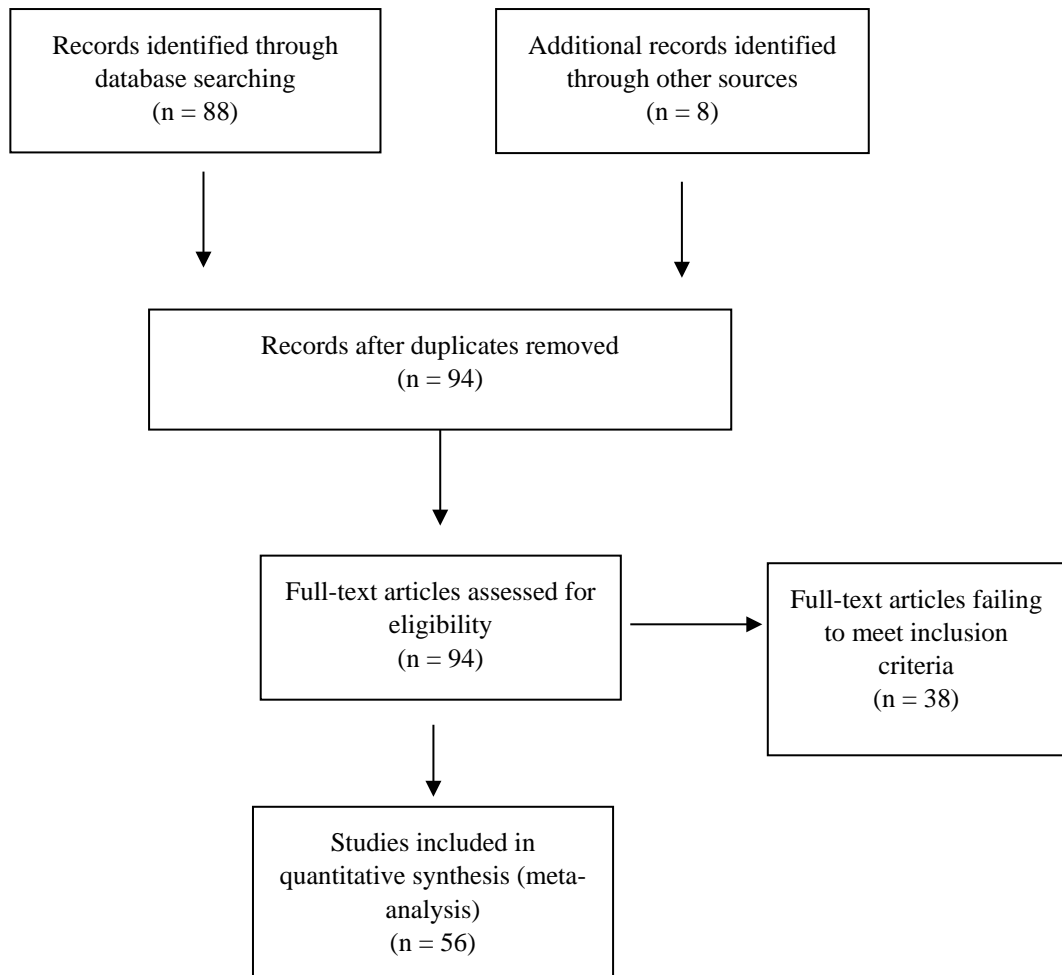 Records identified through
database searching
(n = 88)
Additional records identified
through other sources
(n = 8)
Records after duplicates removed
(n = 94)
Full-text articles assessed for
eligibility
(n = 94)
Full-text articles failing
to meet inclusion
criteria
(n = 38)
Studies included in
quantitative synthesis (meta-
analysis)
(n = 56)